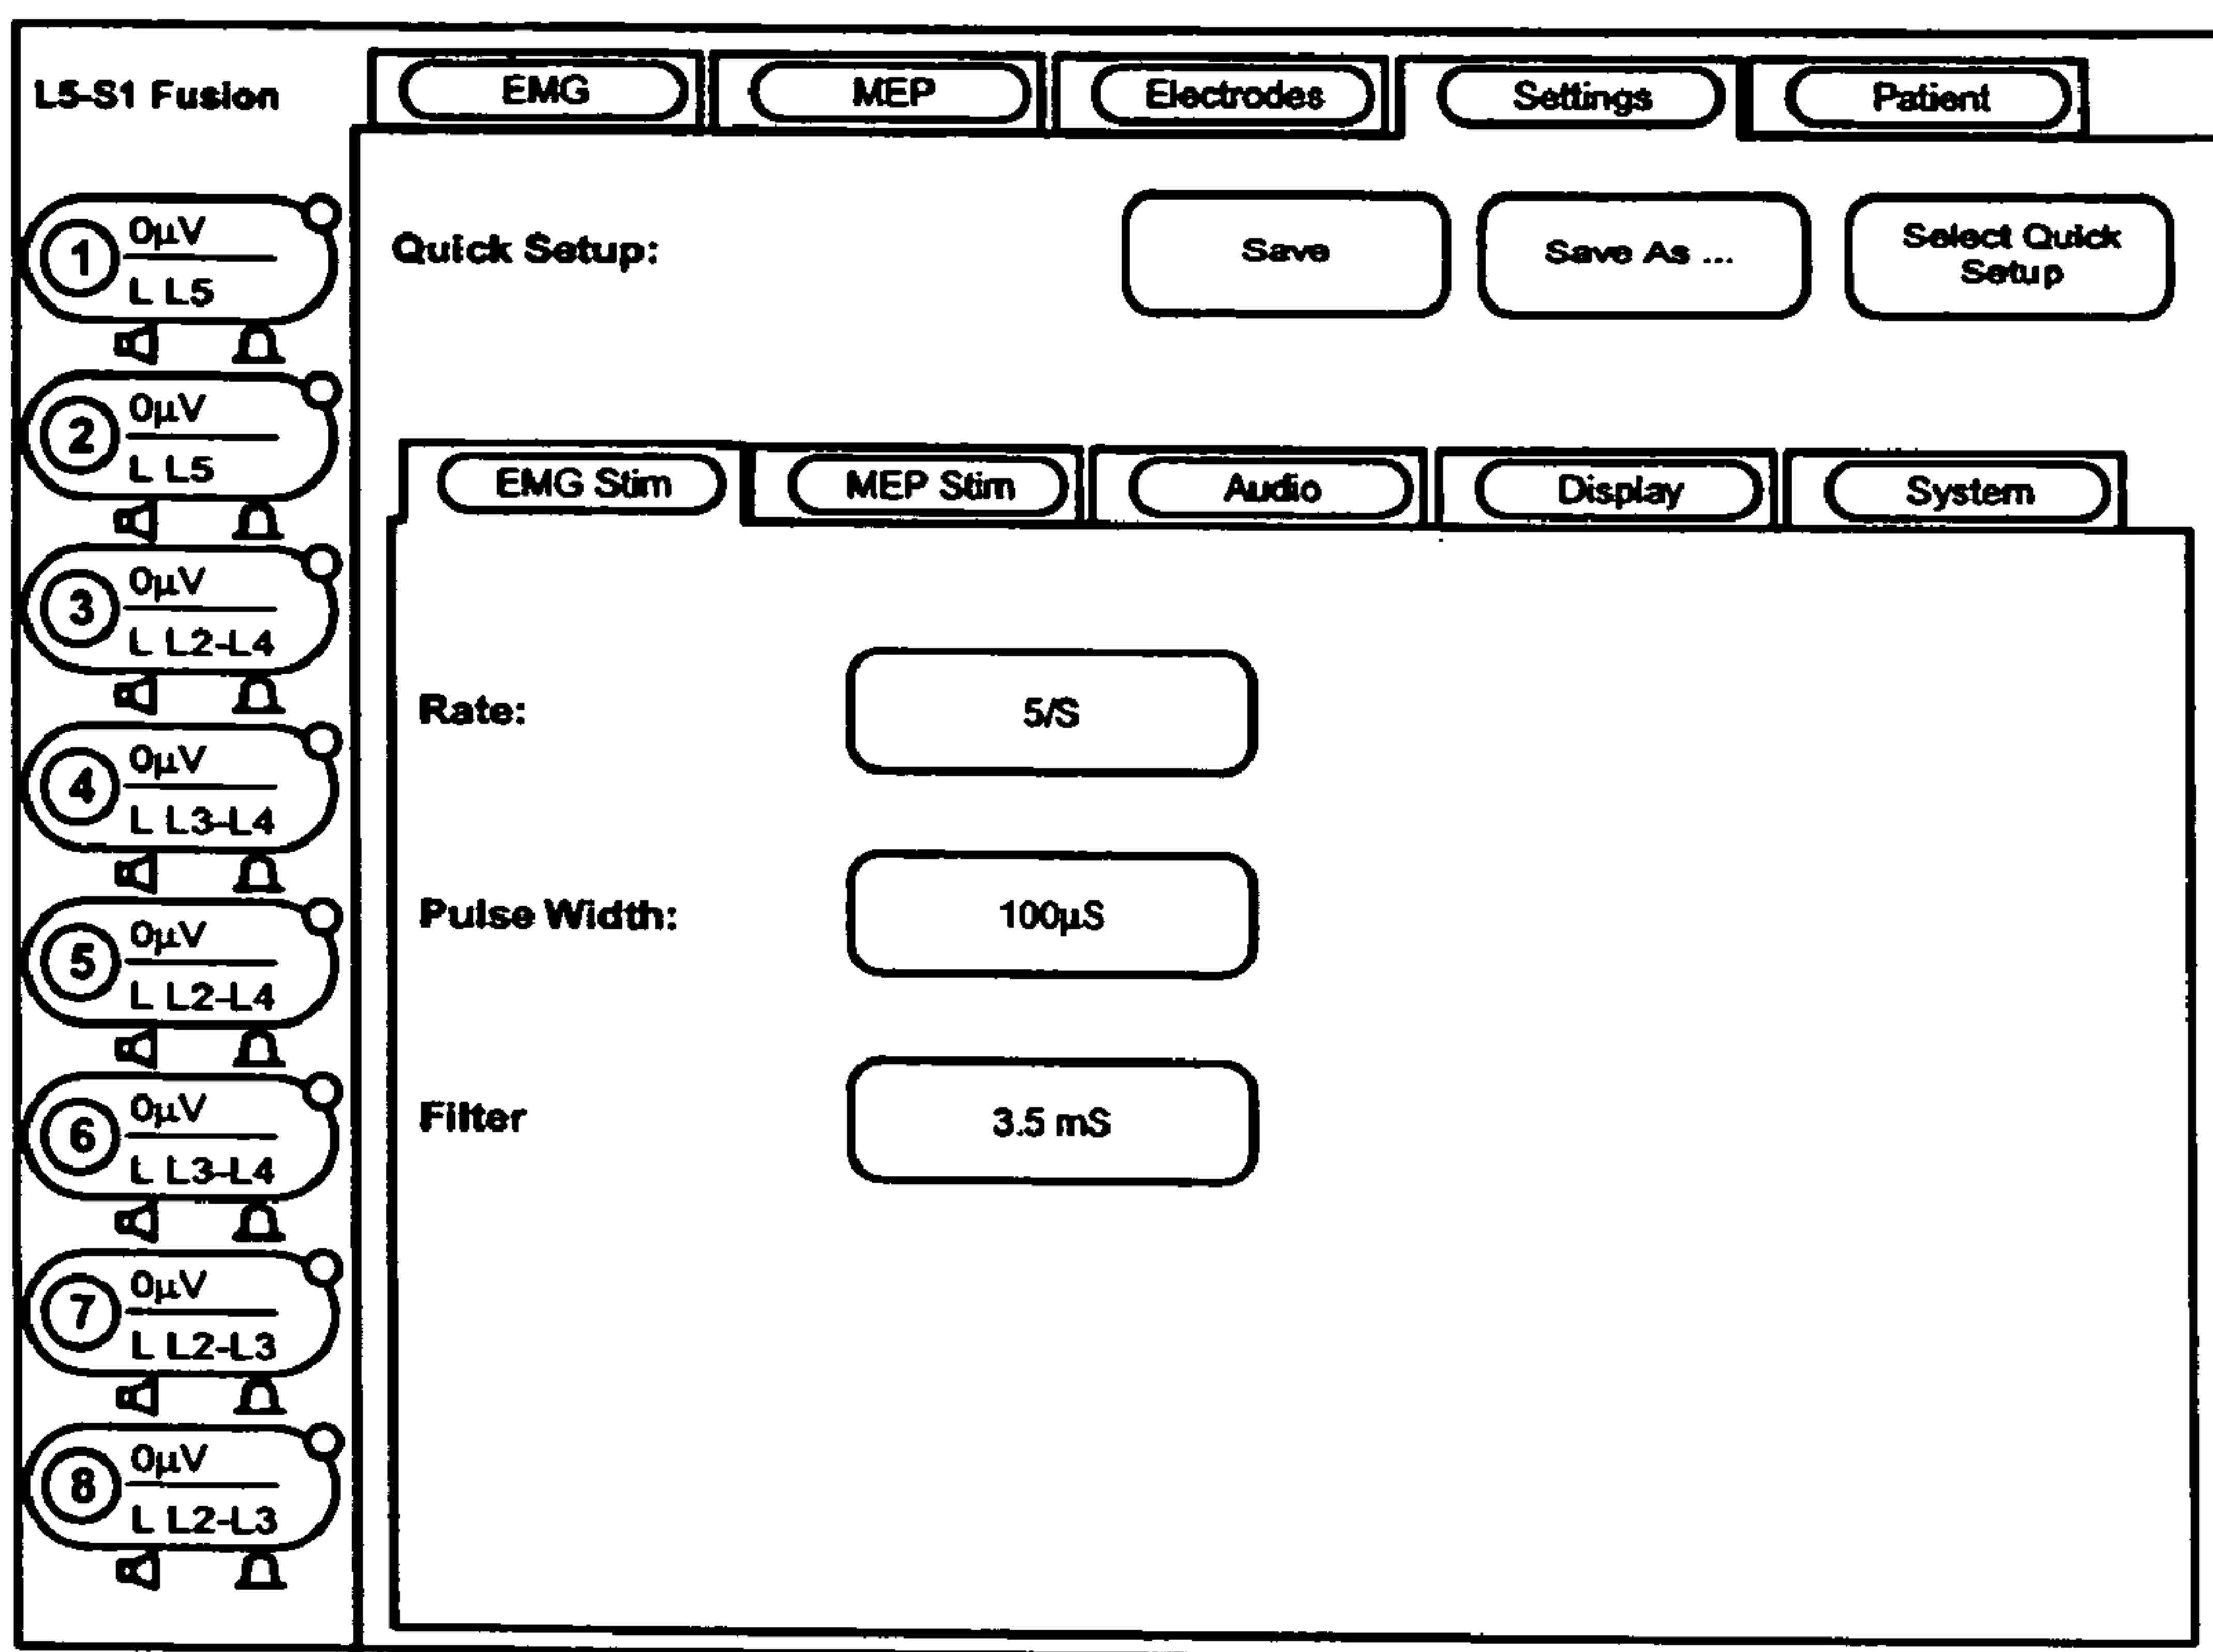 L5-S1 Fusion
EMG
MEP
Electrodes
Settings
Patient
Quick Setup:
Save
Save As ...
Select Quick
Setup
1
0µV
L L5
2
0µV
L L5
3
0µV
L L2-L4
4
0µV
L L3-L4
5
0µV
L L2-L4
6
0µV
L L3-L4
7
0µV
L L2-L3
8
0µV
L L2-L3
EMG Stim
MEP Stim
Audio
Display
System
Rate:
5/S
Pulse Width:
100µS
Filter
3.5 mS